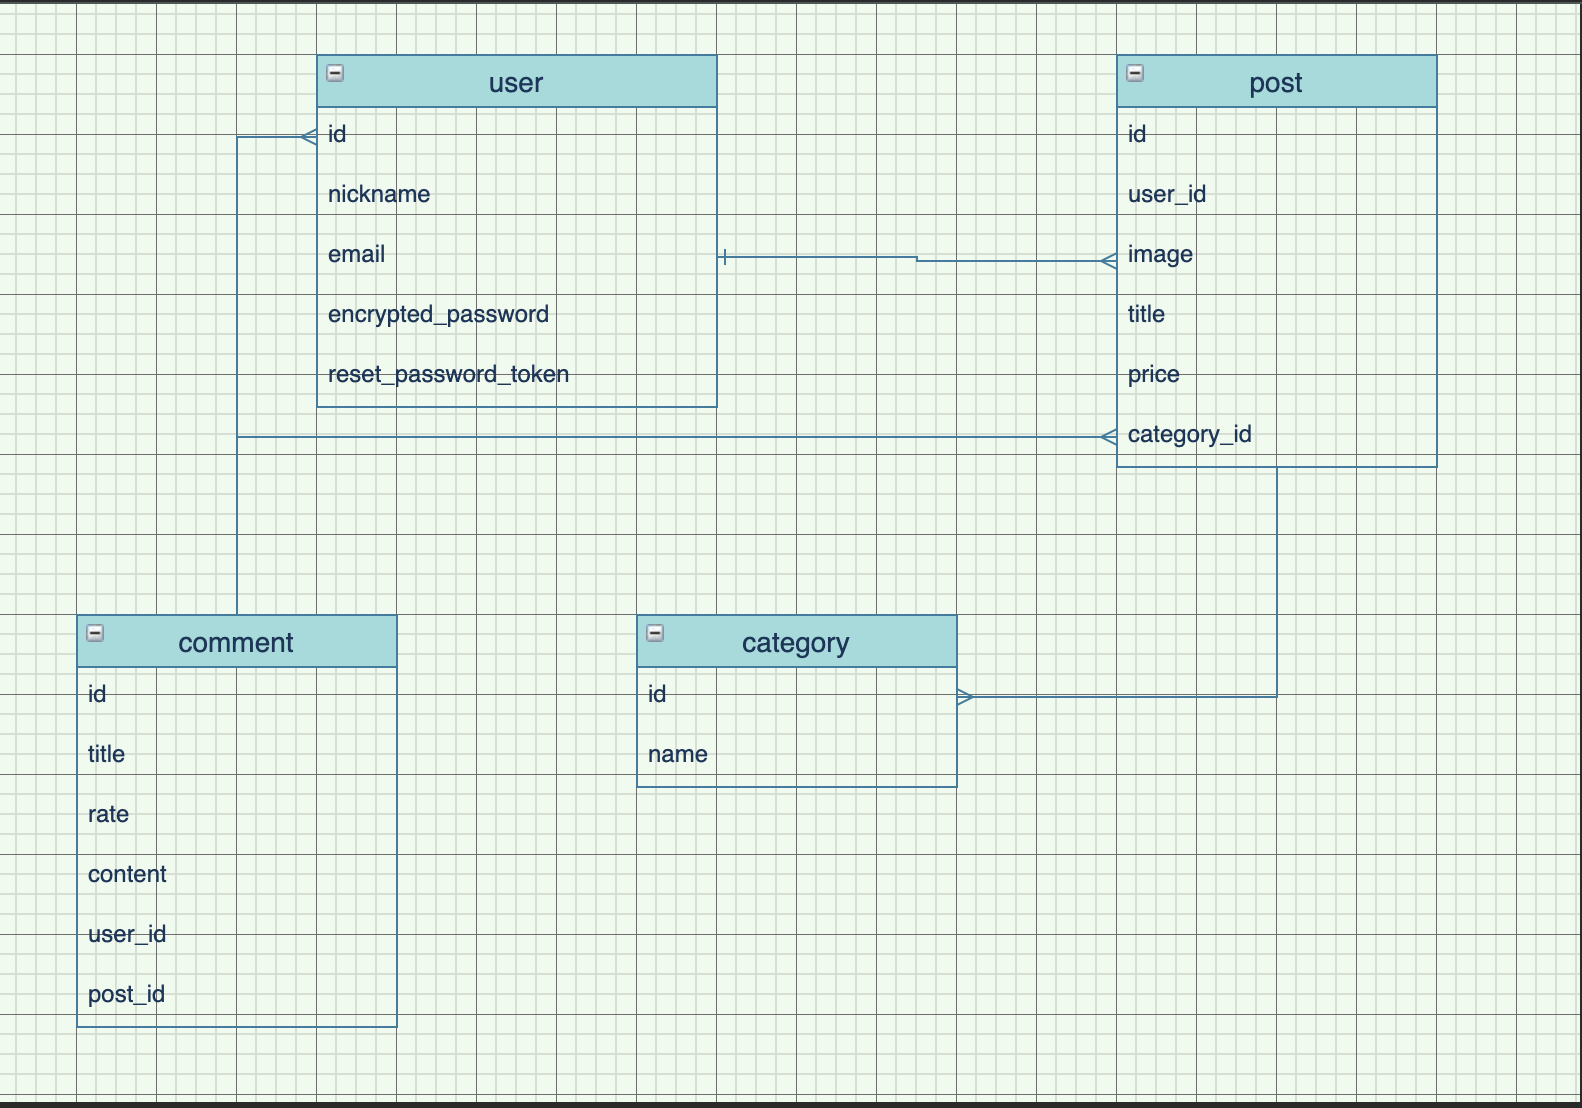 user
id
nickname
email
encrypted_password
reset_password_token
post
id
user_id
image
title
price
category_id
comment
id
title
rate
content
user_id
post_id
category
id
name